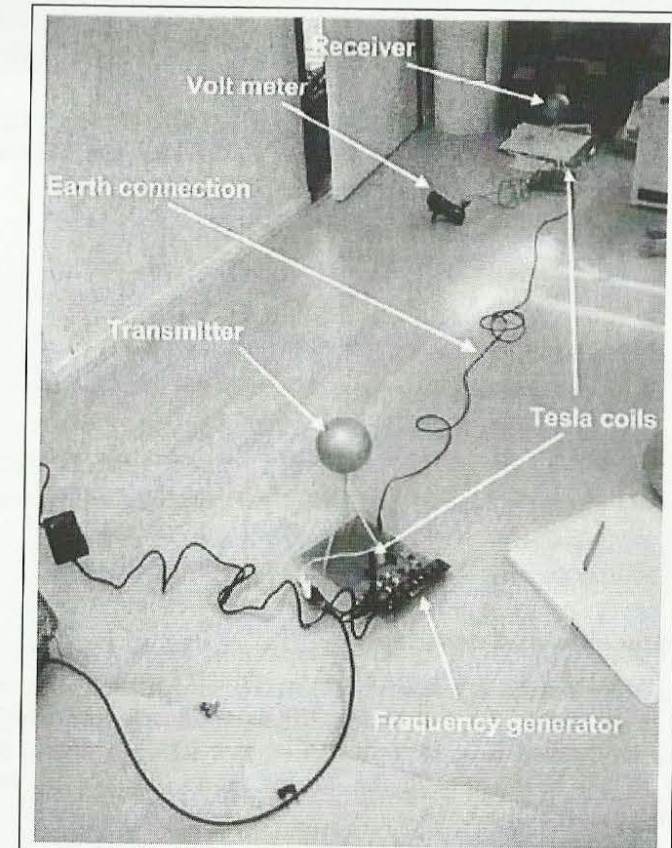 Receiver
Volt meter
Earth connection
Transmitter
Tesla coils
Frequency generator